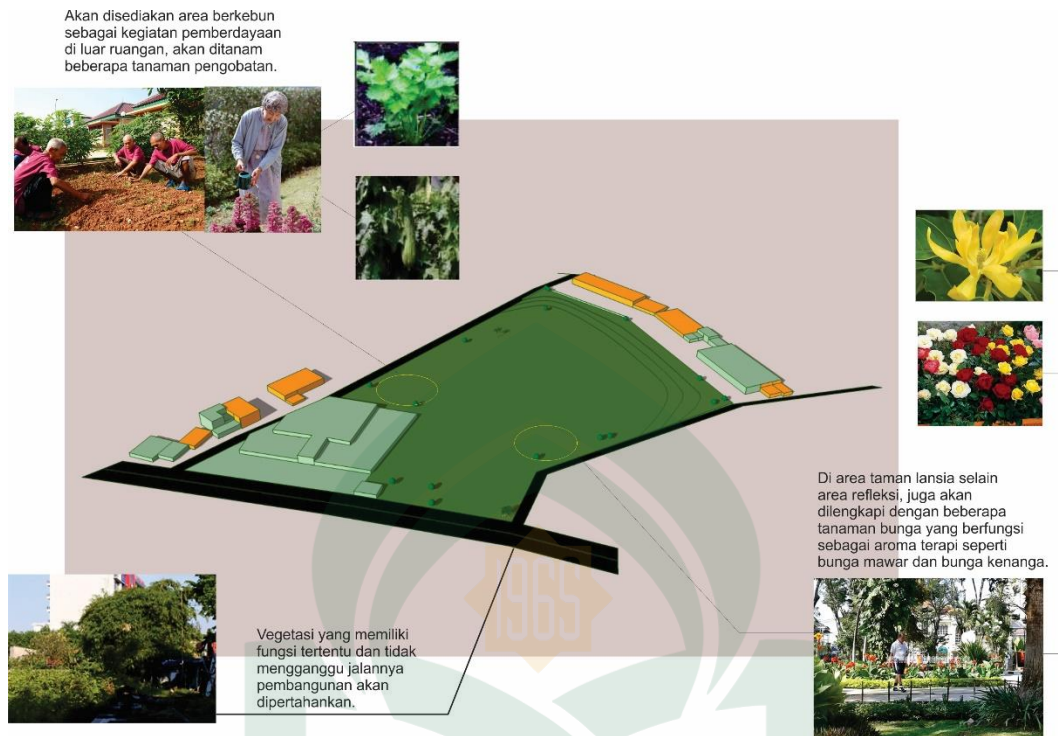 Akan disediakan area berkebun
sebagai kegiatan pemberdayaan
di luar ruangan, akan ditanam
beberapa tanaman pengobatan.
Di area taman lansia selain
area refleksi, juga akan
dilengkapi dengan beberapa
tanaman bunga yang berfungsi
sebagai aroma terapi seperti
bunga mawar dan bunga kenanga.
Vegetasi yang memiliki
fungsi tertentu dan tidak
mengganggu jalannya
pembangunan akan
dipertahankan.
1965